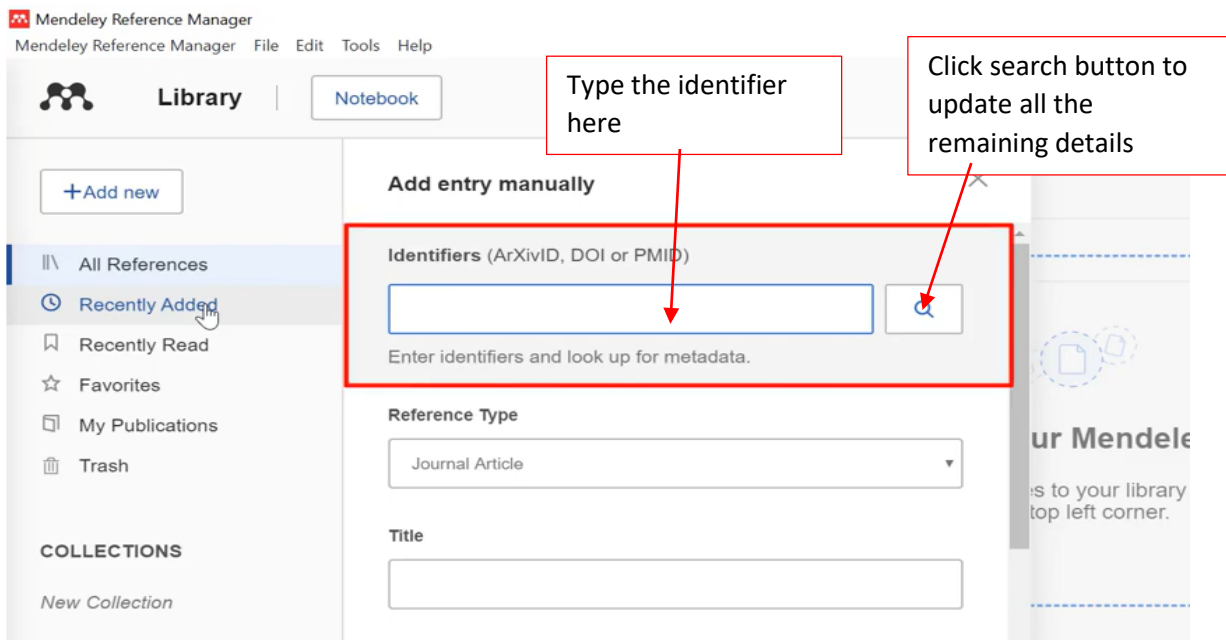 Mendeley Reference Manager
Mendeley Reference Manager File Edit Tools Help
Library
Notebook
Type the identifier
here
Click search button to
update all the
remaining details
+Add new
All References
Recently Added
Recently Read
Favorites
My Publications
Trash
COLLECTIONS
New Collection
Add entry manually
Identifiers (ArXivID, DOI or PMID)
Enter identifiers and look up for metadata.
Reference Type
Journal Article
Title
ur Mendele
s to your library
top left corner.